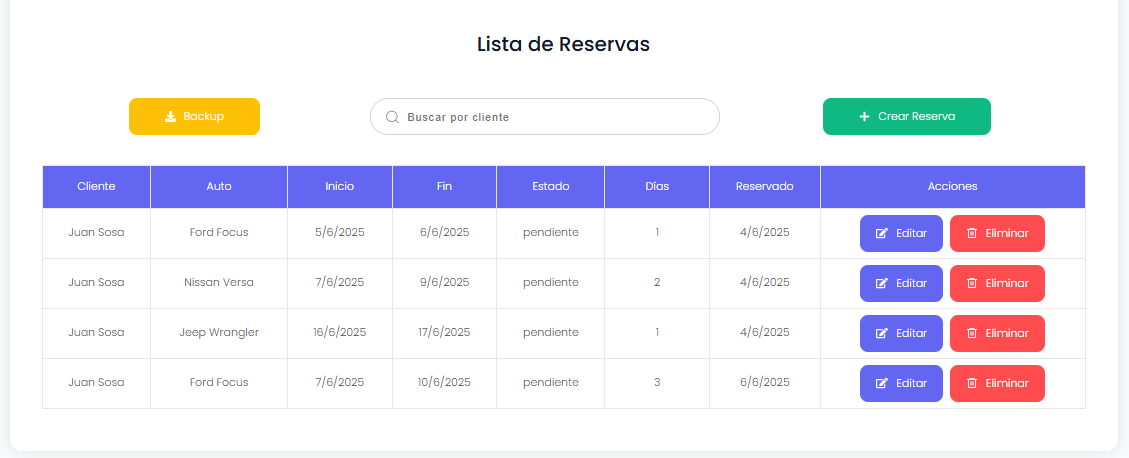 Lista de Reservas
Backup
Buscar por cliente
Crear Reserva
Cliente Auto Inicio Fin Estado Días Reservado Acciones
Juan Sosa Ford Focus 5/6/2025 6/6/2025 pendiente 1 4/6/2025 Editar Eliminar
Juan Sosa Nissan Versa 7/6/2025 9/6/2025 pendiente 2 4/6/2025 Editar Eliminar
Juan Sosa Jeep Wrangler 16/6/2025 17/6/2025 pendiente 1 4/6/2025 Editar Eliminar
Juan Sosa Ford Focus 7/6/2025 10/6/2025 pendiente 3 6/6/2025 Editar Eliminar